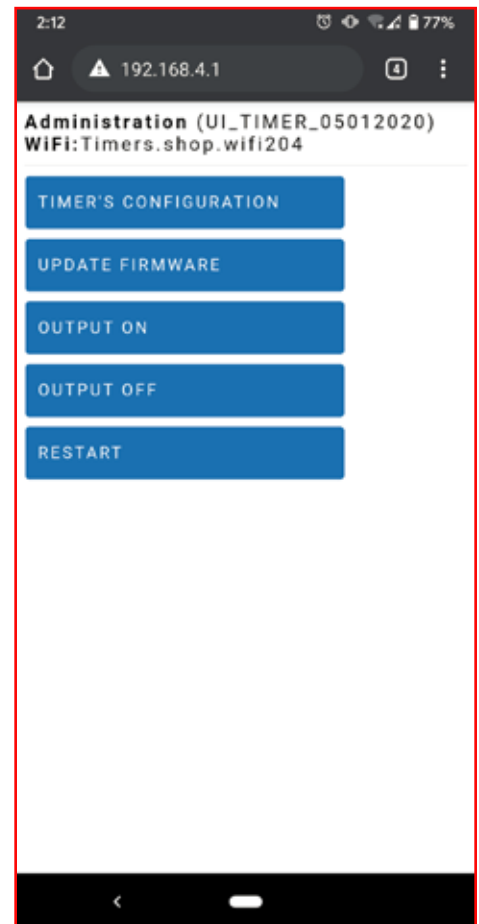 2:12 77%
192.168.4.1 4
Administration (UI_TIMER_05012020)
WiFi:Timers.shop.wifi204
TIMER'S CONFIGURATION
UPDATE FIRMWARE
OUTPUT ON
OUTPUT OFF
RESTART